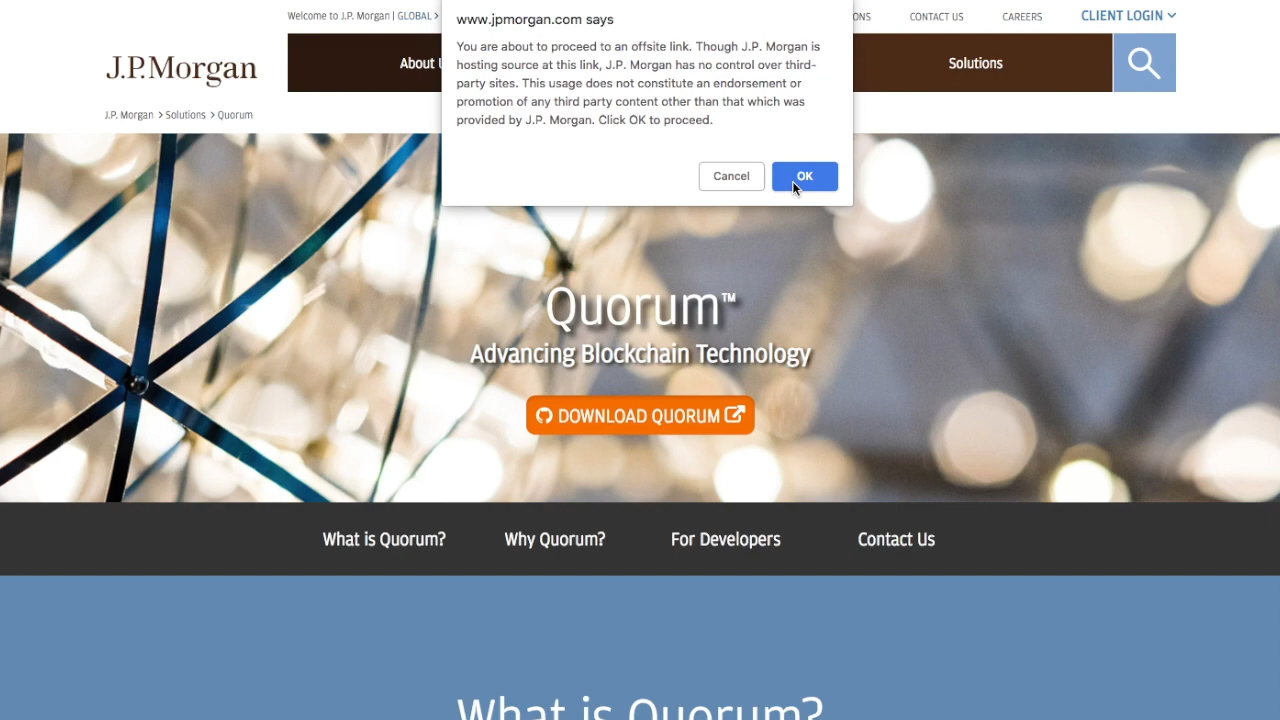 Welcome to J.P. Morgan | GLOBAL >
ONS CONTACT US CAREERS CLIENT LOGIN
www.jpmorgan.com says
You are about to proceed to an offsite link. Though J.P. Morgan is
hosting source at this link, J.P. Morgan has no control over third-
party sites. This usage does not constitute an endorsement or
promotion of any third party content other than that which was
provided by J.P. Morgan. Click OK to proceed.
Cancel OK
J.P.Morgan
About U
Solutions
J.P. Morgan > Solutions > Quorum
Quorum™
Advancing Blockchain Technology
DOWNLOAD QUORUM
What is Quorum? Why Quorum? For Developers Contact Us
What is Quorum?